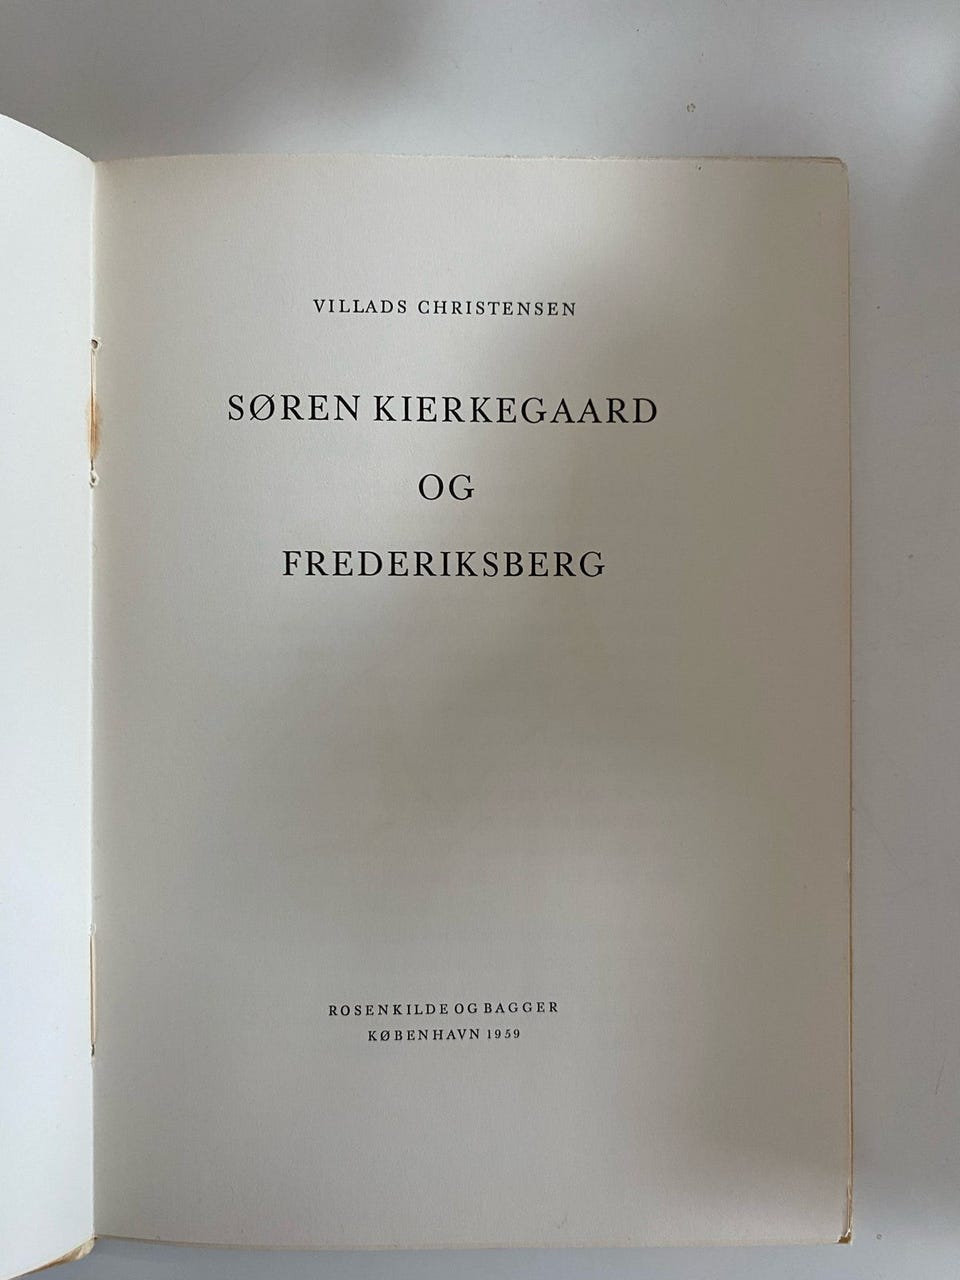 VILLADS CHRISTENSEN
SØREN KIERKEGAARD
OG
FREDERIKSBERG
ROSENKILDE OG BAGGER
KØBENHAVN 1959